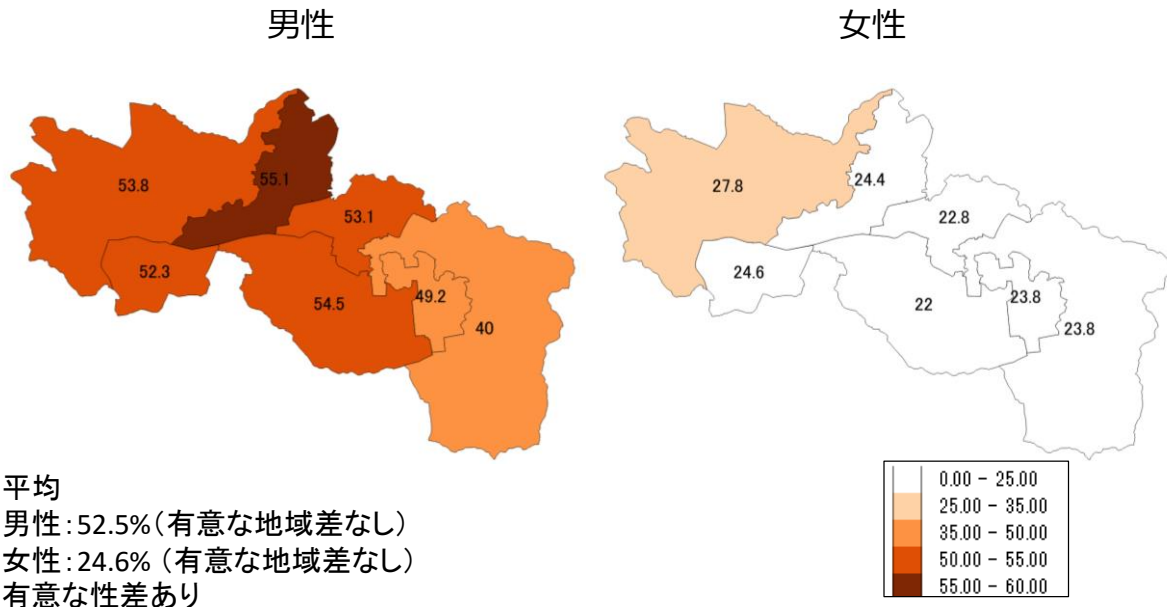 男性
女性
53.8
55.1
53.1
52.3
54.5
49.2
40
27.8
24.4
22.8
24.6
22
23.8
23.8
平均
男性:52.5%(有意な地域差なし)
女性:24.6% (有意な地域差なし)
有意な性差あり
0.00 - 25.00
25.00 - 35.00
35.00 - 50.00
50.00 - 55.00
55.00 - 60.00